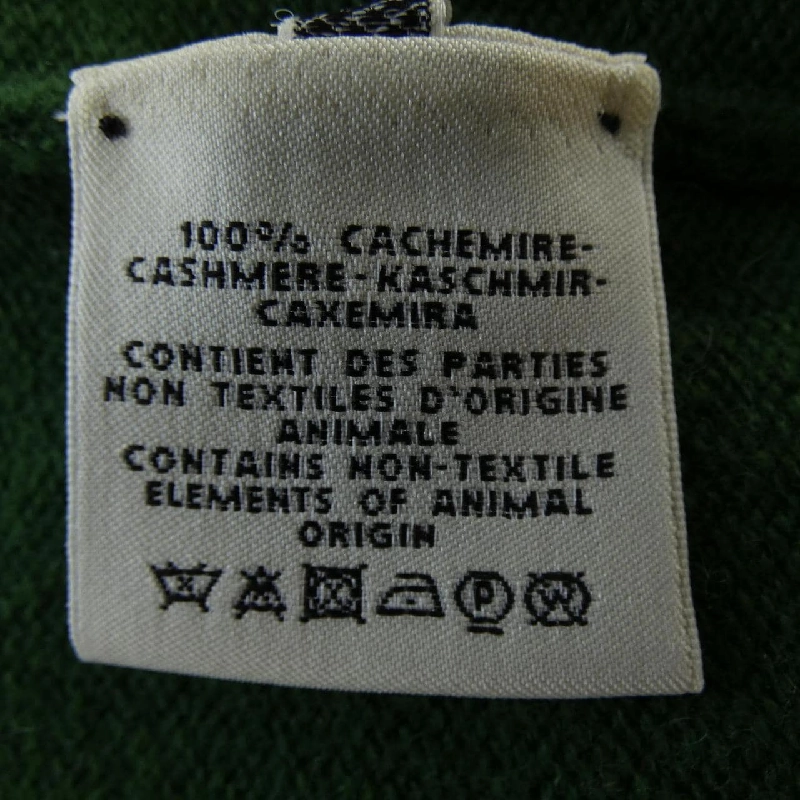 100% CACHEMIRE-
CASHMERE-KASCHMIR-
CAXEMIRA
CONTIENT DES PARTIES
NON TEXTILES D'ORIGINE
ANIMALE
CONTAINS NON-TEXTILE
ELEMENTS OF ANIMAL
ORIGIN
P W